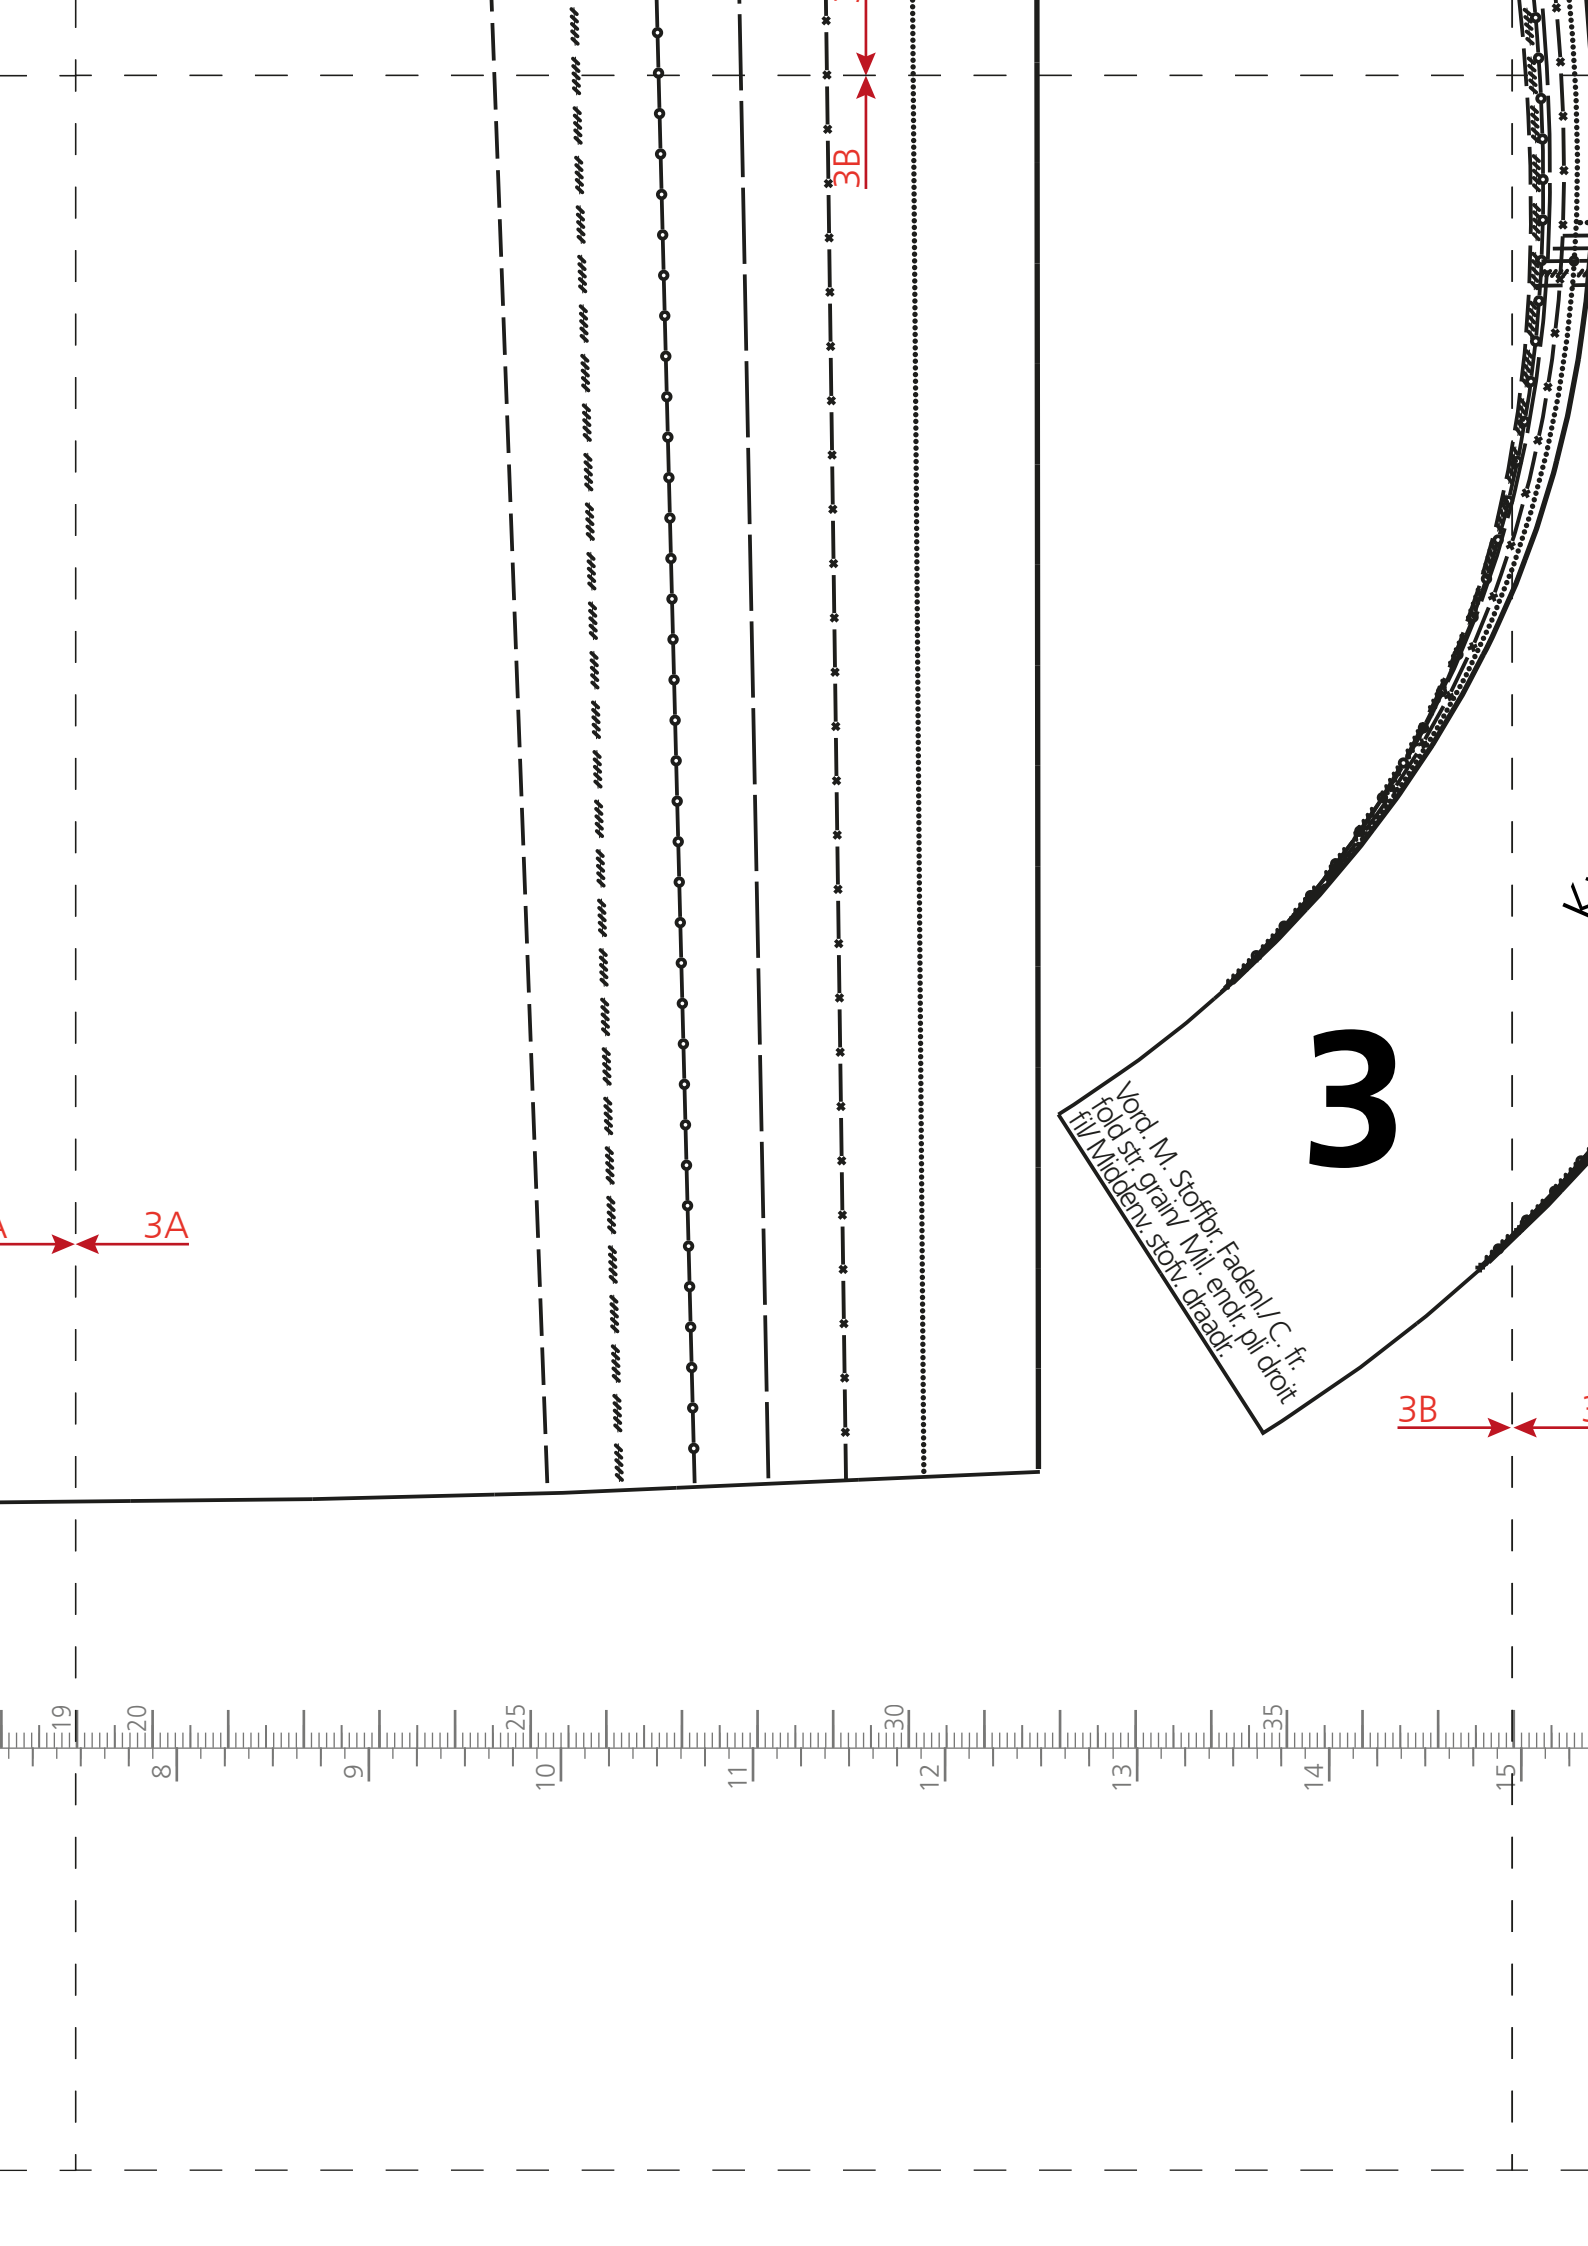 3B
3
Vord. M. Stoffbr. Fadenl./ C. fr.
fold str. grain/ Mil. endr. pli droit
fil/ Middenv. stofv. draadr.
3A
3B
19
20
25
30
35
8
9
10
11
12
13
14
15